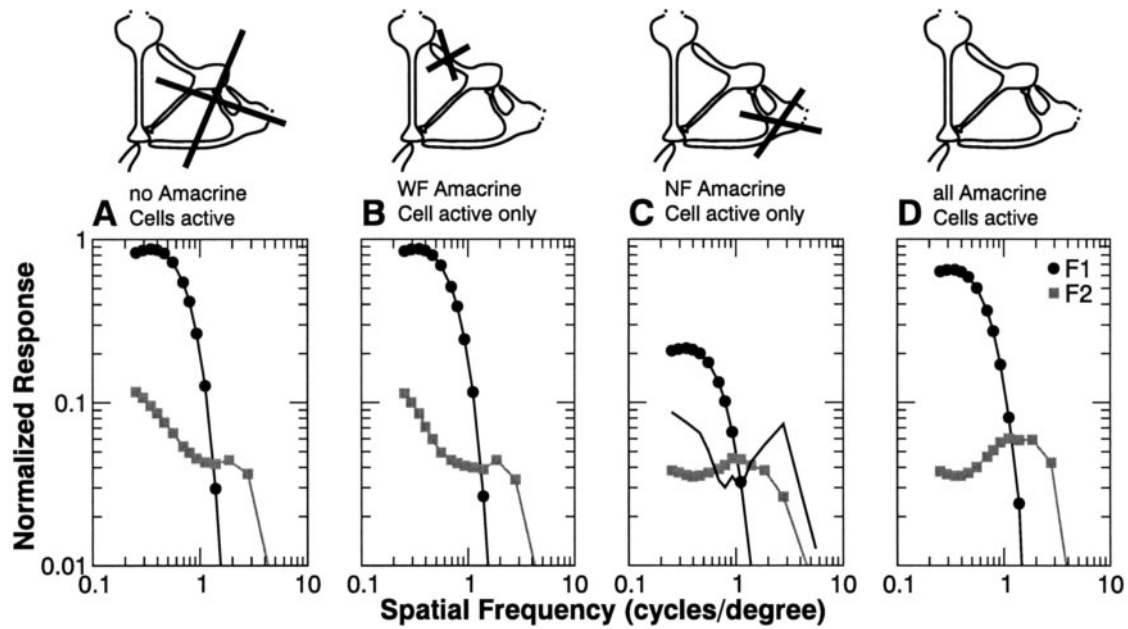 A no Amacrine
Cells active
B WF Amacrine
Cell active only
C NF Amacrine
Cell active only
D all Amacrine
Cells active
Normalized Response
1
0.1
0.01
F1
F2
0.1 1 10
0.1 1 10
0.1 1 10
0.1 1 10
Spatial Frequency (cycles/degree)